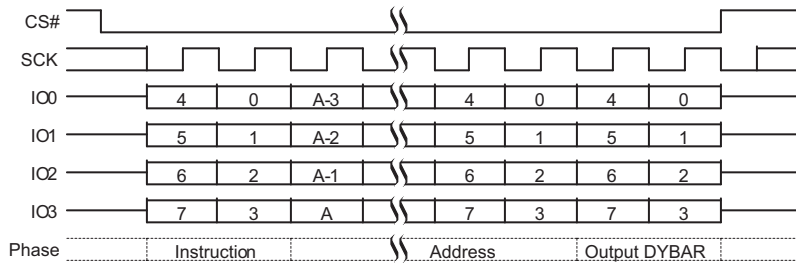 CS#
SCK
IO0 4 0 A-3 4 0 4 0
IO1 5 1 A-2 5 1 5 1
IO2 6 2 A-1 6 2 6 2
IO3 7 3 A 7 3 7 3
Phase Instruction Address Output DYBAR